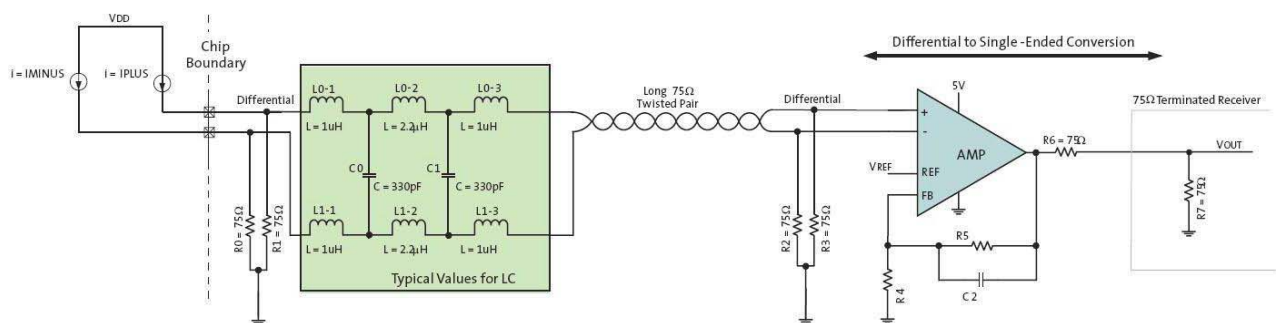 VDD
i = IMINUS
i = IPLUS
Chip
Boundary
Differential
R0 = 75Ω
R1 = 75Ω
L0-1
L = 1uH
L0-2
L = 2.2µH
L0-3
L = 1uH
C0
C = 330pF
C1
C = 330pF
L1-1
L = 1uH
L1-2
L = 2.2µH
L1-3
L = 1uH
Typical Values for LC
Long 75Ω
Twisted Pair
Differential
R2 = 75Ω
R3 = 75Ω
Differential to Single -Ended Conversion
5V
+
-
AMP
VREF
REF
FB
R4
R5
C2
R6 = 75Ω
75Ω Terminated Receiver
VOUT
R7 = 75Ω